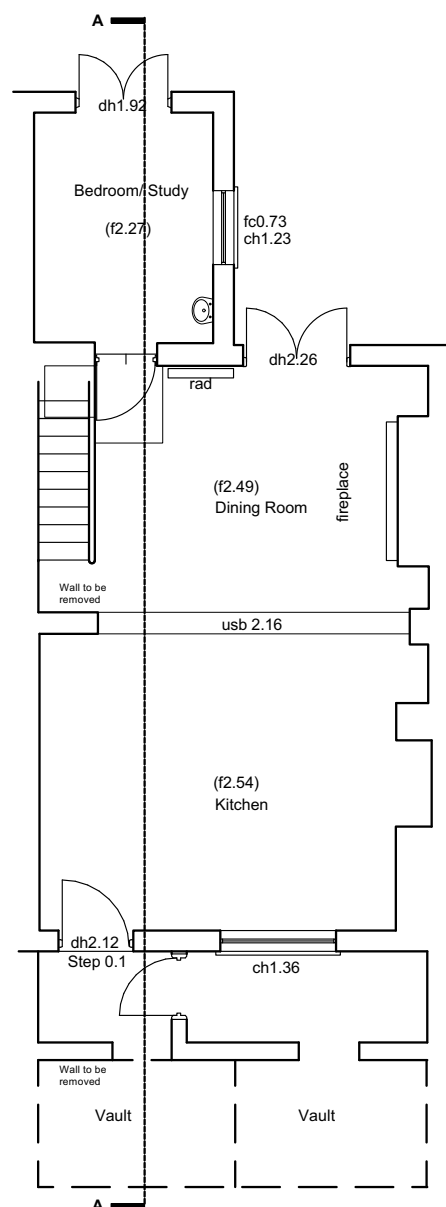 A
dh1.92
Bedroom/ Study
(f2.27)
fc0.73
ch1.23
dh2.26
rad
(f2.49)
Dining Room
fireplace
Wall to be
removed
usb 2.16
(f2.54)
Kitchen
dh2.12
Step 0.1
ch1.36
Wall to be
removed
Vault
Vault
A